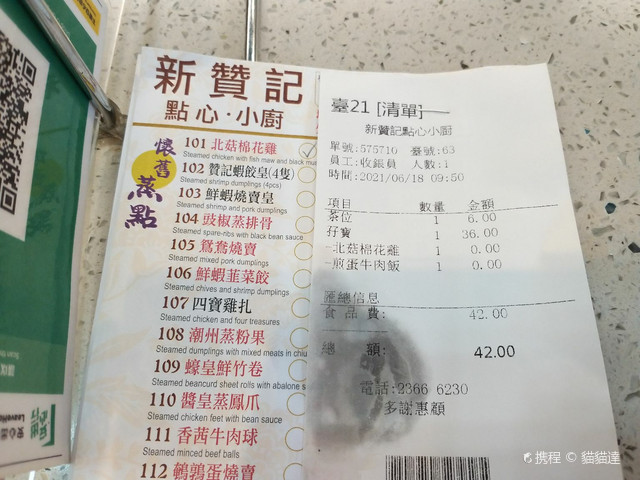 新贊記
點心·小廚
懷舊蒸點
101 北菇棉花雞
Steamed chicken with fish maw and black mu
102 贊記蝦餃皇(4隻)
Steamed shrimp dumplings (4pcs)
103 鮮蝦燒賣皇
Steamed shrimp and pork dumplings
104 豉椒蒸排骨
Steamed spare-ribs with black bean sauce
105 鴛鴦燒賣
Steamed mixed pork dumplings
106 鮮蝦韮菜餃
Steamed chives and shrimp dumplings
107 四寶雞扎
Steamed chicken and four treasures
108 潮州蒸粉果
Steamed dumplings with mixed meats in chiu
109 蠔皇鮮竹卷
Steamed beancurd sheet rolls with abalone s
110 醬皇蒸鳳爪
Steamed chicken feet with bean sauce
111 香茜牛肉球
Steamed minced beef balls
112 鵪鶉蛋燒賣
臺21 [清單]
新贊記點心小廚
單號:575710 臺號:63
員工:收銀員 人數:1
時間:2021/06/18 09:50
項目 數量 金額
茶位 1 6.00
孖寶 1 36.00
-北菇棉花雞 1 0.00
-煎蛋牛肉飯 1 0.00
匯總信息
食品費: 42.00
總額: 42.00
電話:2366 6230
多謝惠顧
携程 © 貓貓達